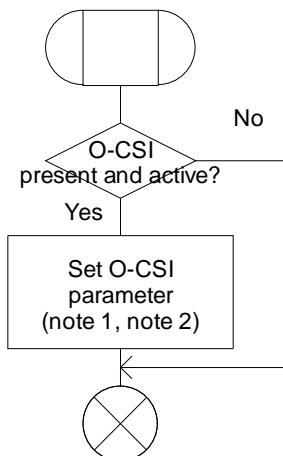 O-CSI
present and active?
No
Yes
Set O-CSI
parameter
(note 1, note 2)